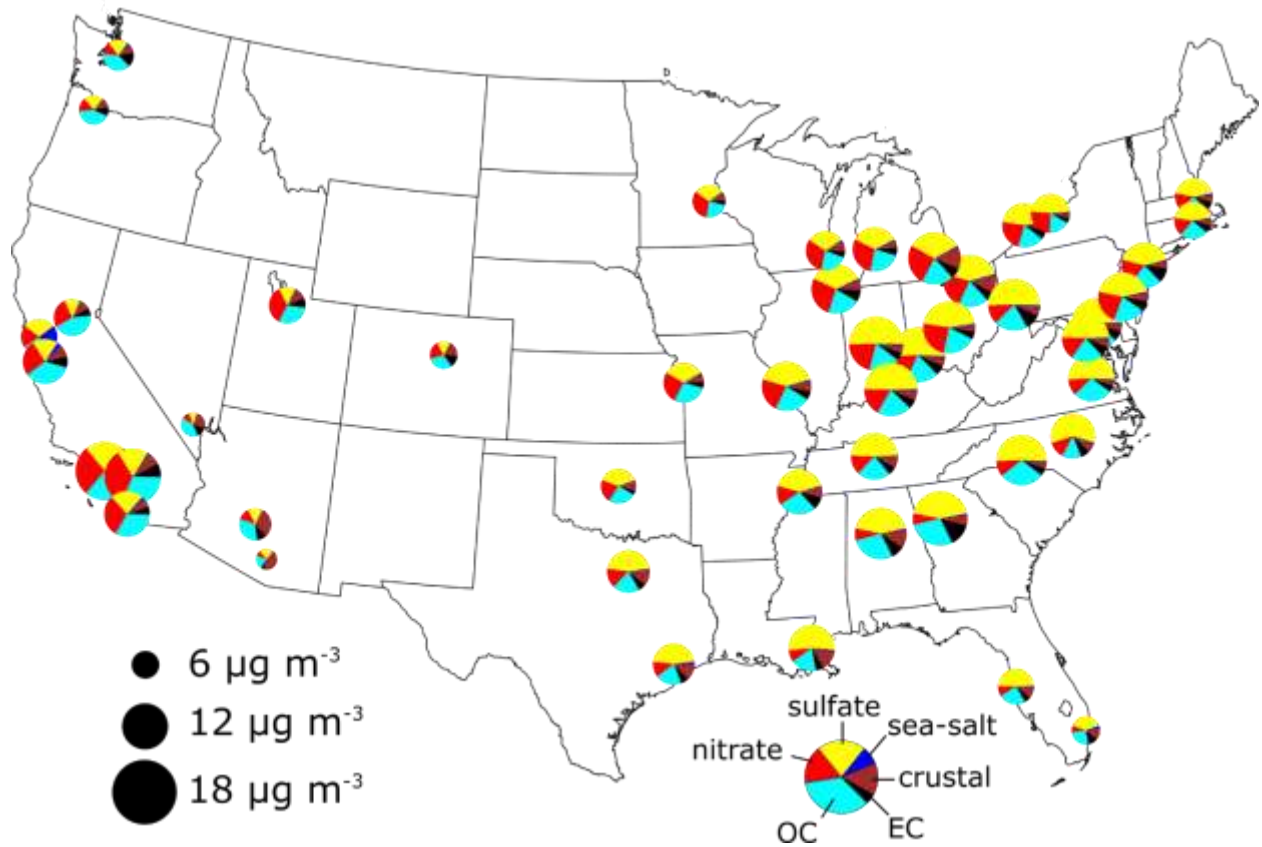 6 µg m-3
12 µg m-3
18 µg m-3
sulfate
sea-salt
nitrate
crustal
OC
EC